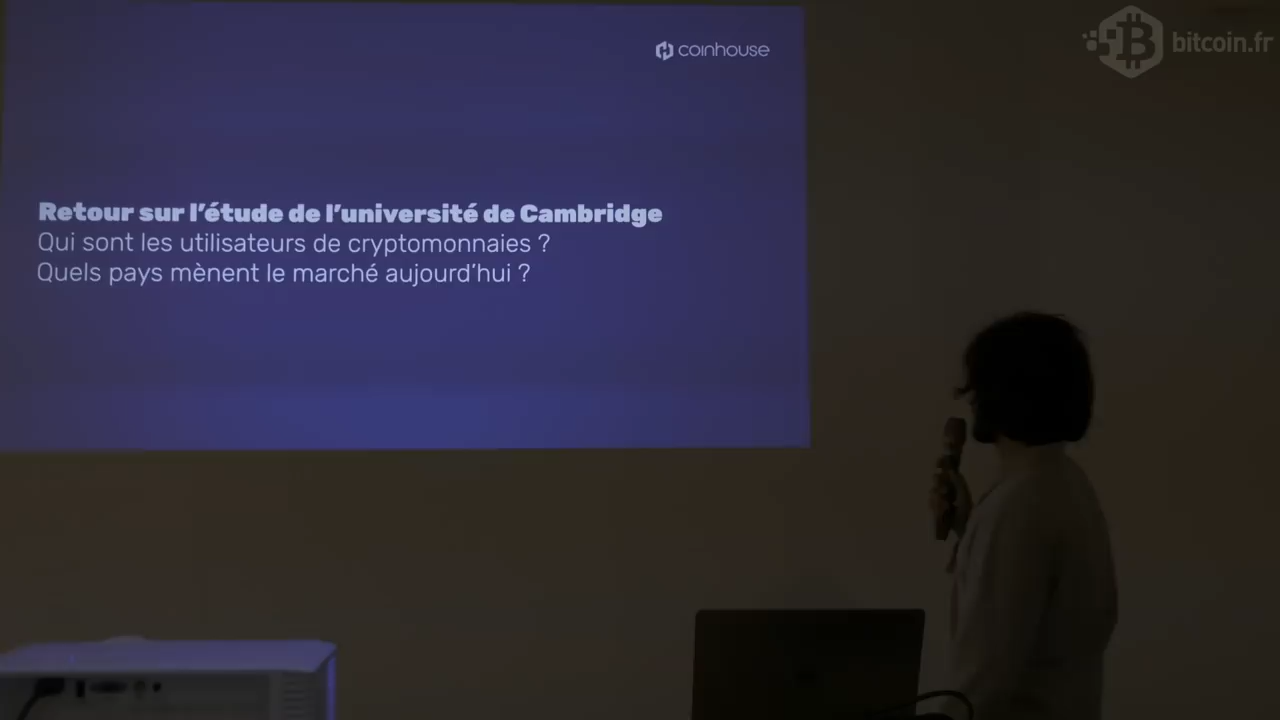 coinhouse
bitcoin.fr
Retour sur l'étude de l'université de Cambridge
Qui sont les utilisateurs de cryptomonnaies ?
Quels pays mènent le marché aujourd'hui ?